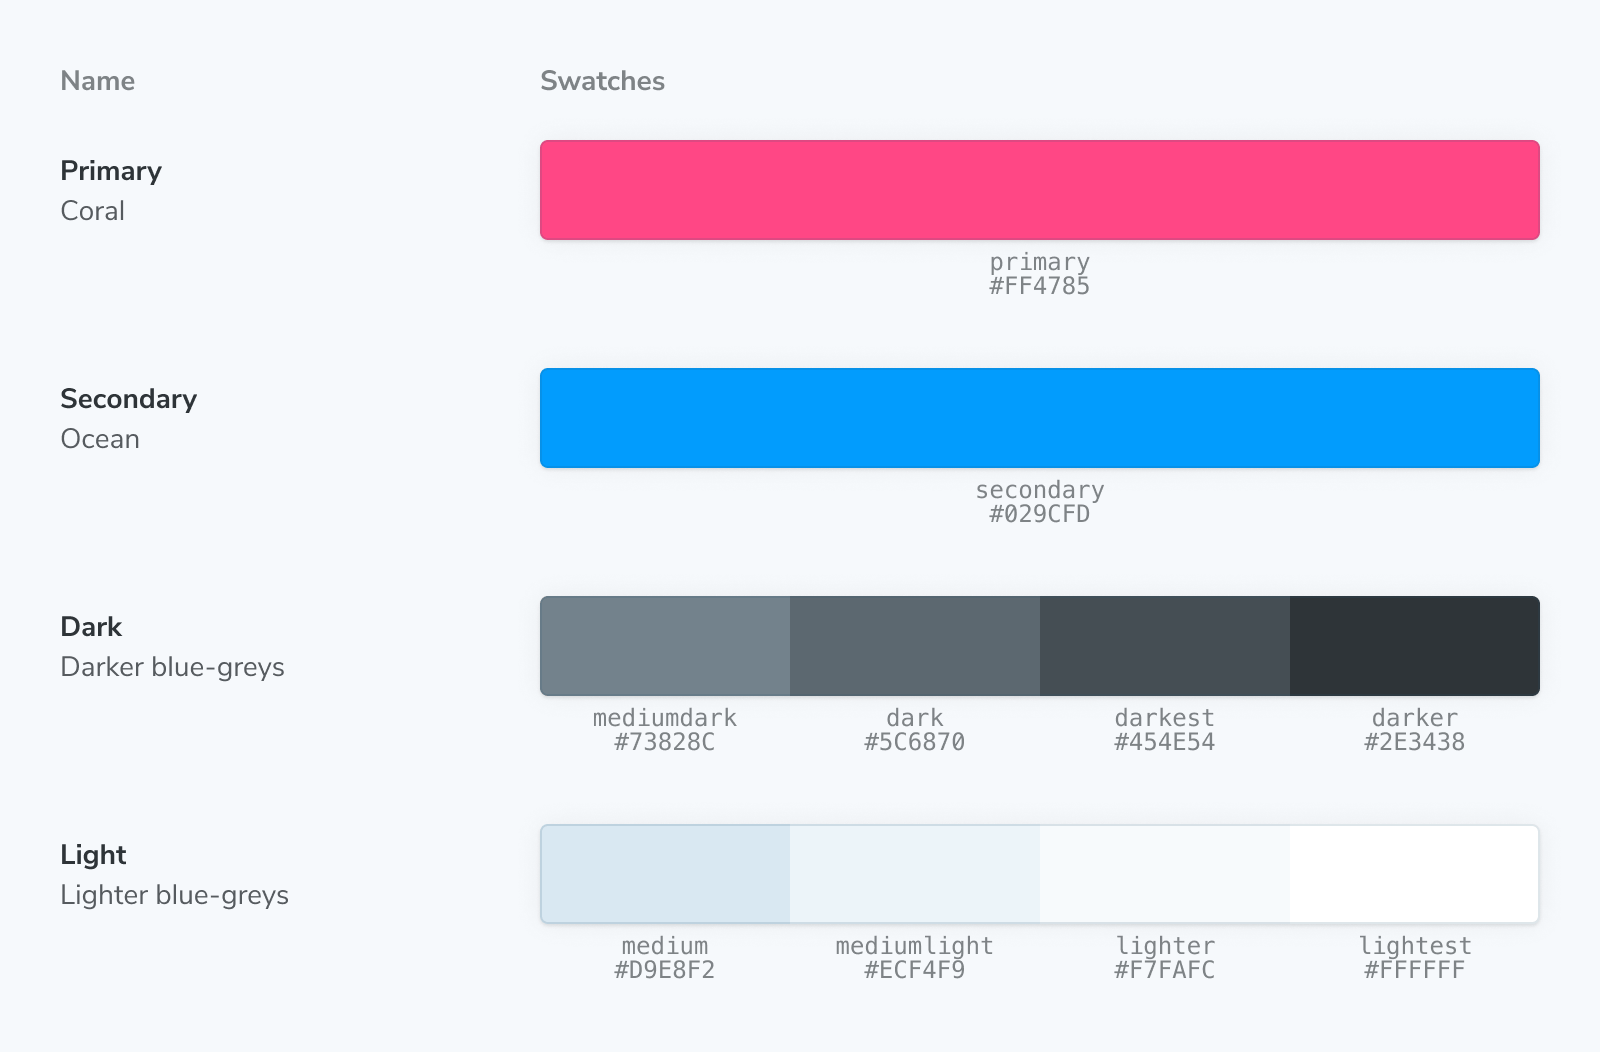 Name
Swatches
Primary
Coral
primary
#FF4785
Secondary
Ocean
secondary
#029CFD
Dark
Darker blue-greys
mediumdark dark darkest darker
#73828C #5C6870 #454E54 #2E3438
Light
Lighter blue-greys
medium mediumlight lighter lightest
#D9E8F2 #ECF4F9 #F7FAFC #FFFFFF